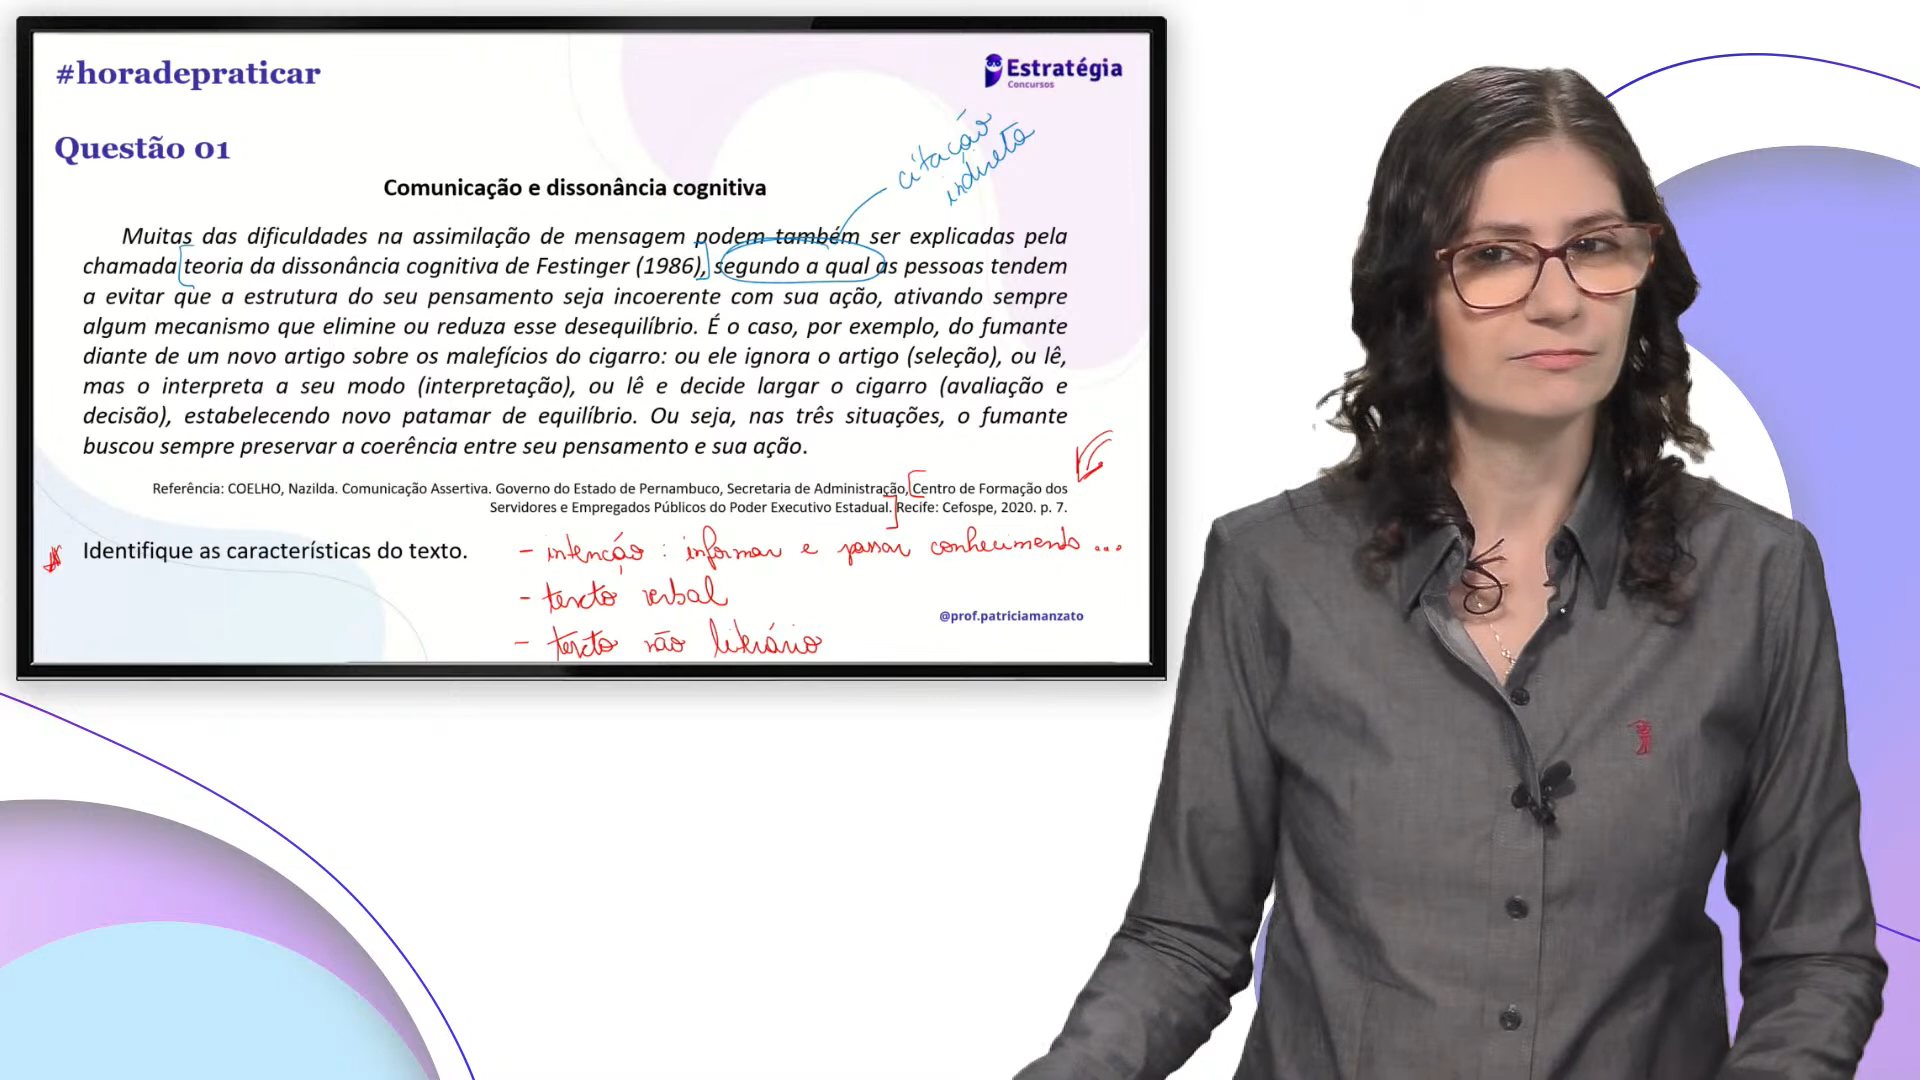 #horadepraticar
Estratégia
Concursos
Questão 01
citação
indireta
Comunicação e dissonância cognitiva
Muitas das dificuldades na assimilação de mensagem podem também ser explicadas pela
chamada teoria da dissonância cognitiva de Festinger (1986), segundo a qual as pessoas tendem
a evitar que a estrutura do seu pensamento seja incoerente com sua ação, ativando sempre
algum mecanismo que elimine ou reduza esse desequilíbrio. É o caso, por exemplo, do fumante
diante de um novo artigo sobre os malefícios do cigarro: ou ele ignora o artigo (seleção), ou lê,
mas o interpreta a seu modo (interpretação), ou lê e decide largar o cigarro (avaliação e
decisão), estabelecendo novo patamar de equilíbrio. Ou seja, nas três situações, o fumante
buscou sempre preservar a coerência entre seu pensamento e sua ação.
Referência: COELHO, Nazilda. Comunicação Assertiva. Governo do Estado de Pernambuco, Secretaria de Administração, Centro de Formação dos
Servidores e Empregados Públicos do Poder Executivo Estadual. Recife: Cefospe, 2020. p. 7.
Identifique as características do texto.
- intenção: informar e passar conhecimento ...
- texto verbal
- texto não literário
@prof.patriciamanzato